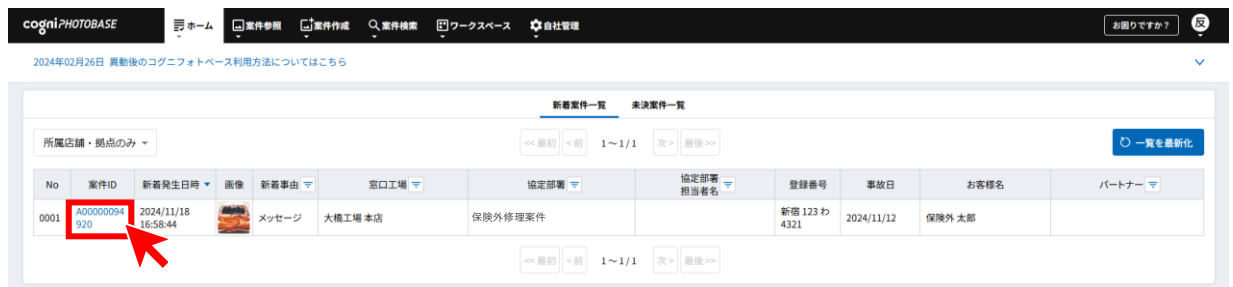 cogniPHOTOBASE ホーム 案件参照 案件作成 案件検索 ワークスペース 自社管理 お困りですか? 反
2024年02月26日 異動後のコグニフォトベース利用方法についてはこちら
新着案件一覧 未決案件一覧
所属店舗・拠点のみ << 最初 < 前 1～1/1 次 > 最後 >> 一覧を最新化
No 案件ID 新着発生日時 画像 新着事由 窓口工場 協定部署 協定部署 登録番号 事故日 お客様名 パートナー
担当者名
0001 A00000094 2024/11/18 メッセージ 大橋工場 本店 保険外修理案件 新宿 123 わ 2024/11/12 保険外 太郎
920 16:58:44 4321
<< 最初 < 前 1～1/1 次 > 最後 >>